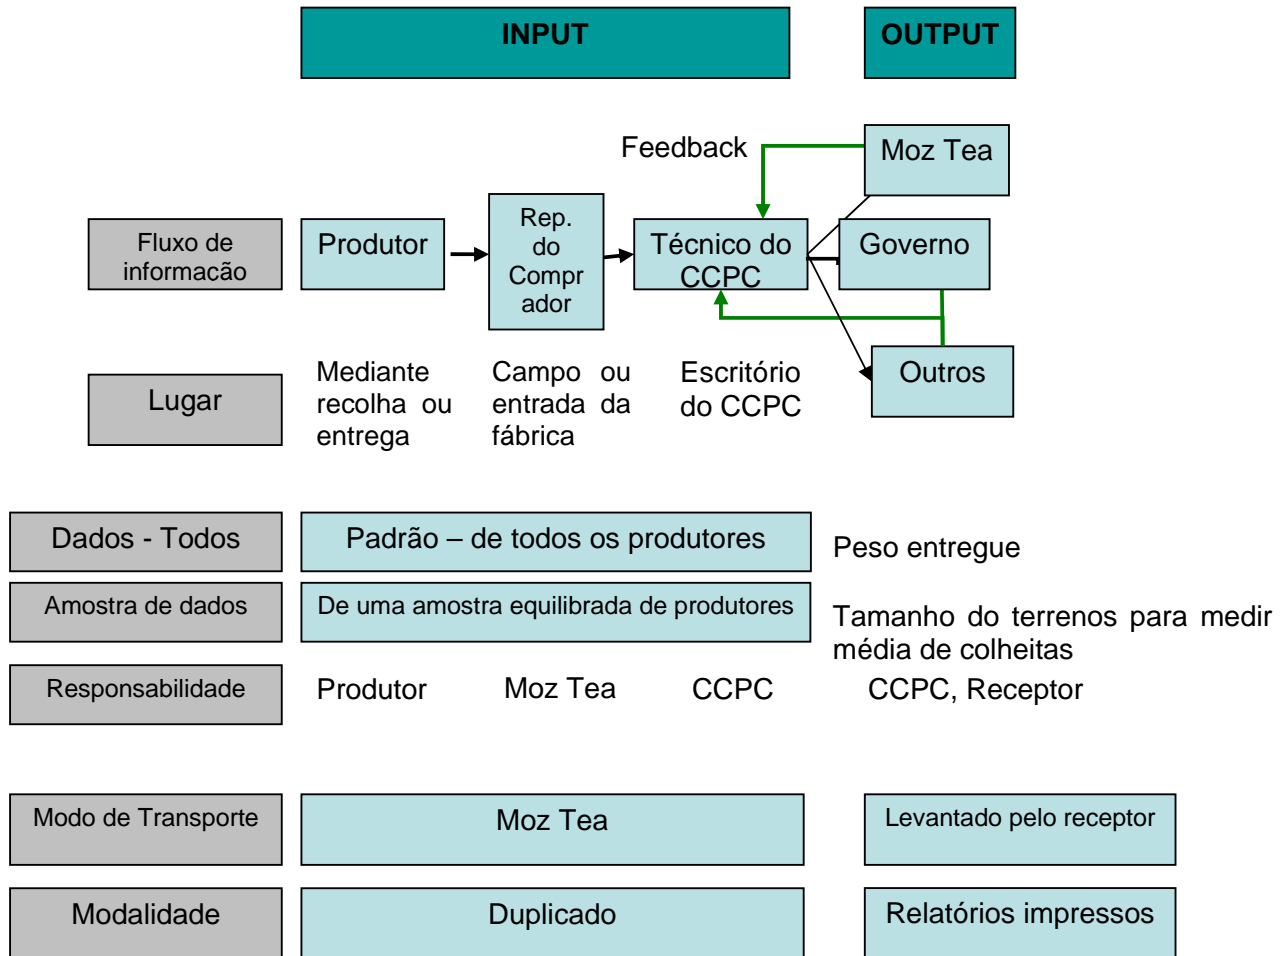 INPUT
OUTPUT
Feedback
Moz Tea
Fluxo de
informacão
Produtor
Rep.
do
Compr
ador
Técnico do
CCPC
Governo
Lugar
Mediante
recolha ou
entrega
Campo ou
entrada da
fábrica
Escritório
do CCPC
Outros
Dados - Todos
Padrão – de todos os produtores
Peso entregue
Amostra de dados
De uma amostra equilibrada de produtores
Tamanho do terrenos para medir
média de colheitas
Responsabilidade
Produtor
Moz Tea
CCPC
CCPC, Receptor
Modo de Transporte
Moz Tea
Levantado pelo receptor
Modalidade
Duplicado
Relatórios impressos